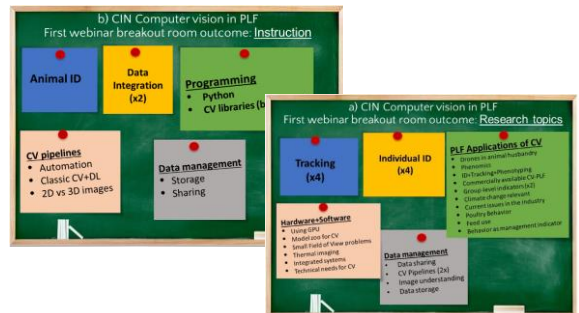 b) CIN Computer vision in PLF
First webinar breakout room outcome: Instruction
Animal ID
Data
Integration
(x2)
Programming
• Python
• CV libraries (b
CV pipelines
• Automation
• Classic CV+DL
• 2D vs 3D images
Data management
• Storage
• Sharing
a) CIN Computer vision in PLF
First webinar breakout room outcome: Research topics
Tracking
(x4)
Individual ID
(x4)
PLF Applications of CV
• Drones in animal husbandry
• Phenomics
• ID+Tracking+Phenotyping
• Commercially available CV-PLF
• Group level indicators (x2)
• Climate change relevant
• Current issues in the industry
• Poultry Behavior
• Feed use
• Behavior as management indicator
Hardware+Software
• Using GPU
• Model zoo for CV
• Small Field of View problems
• Thermal imaging
• Integrated systems
• Technical needs for CV
Data management
• Data sharing
• CV Pipelines (2x)
• Image understanding
• Data storage